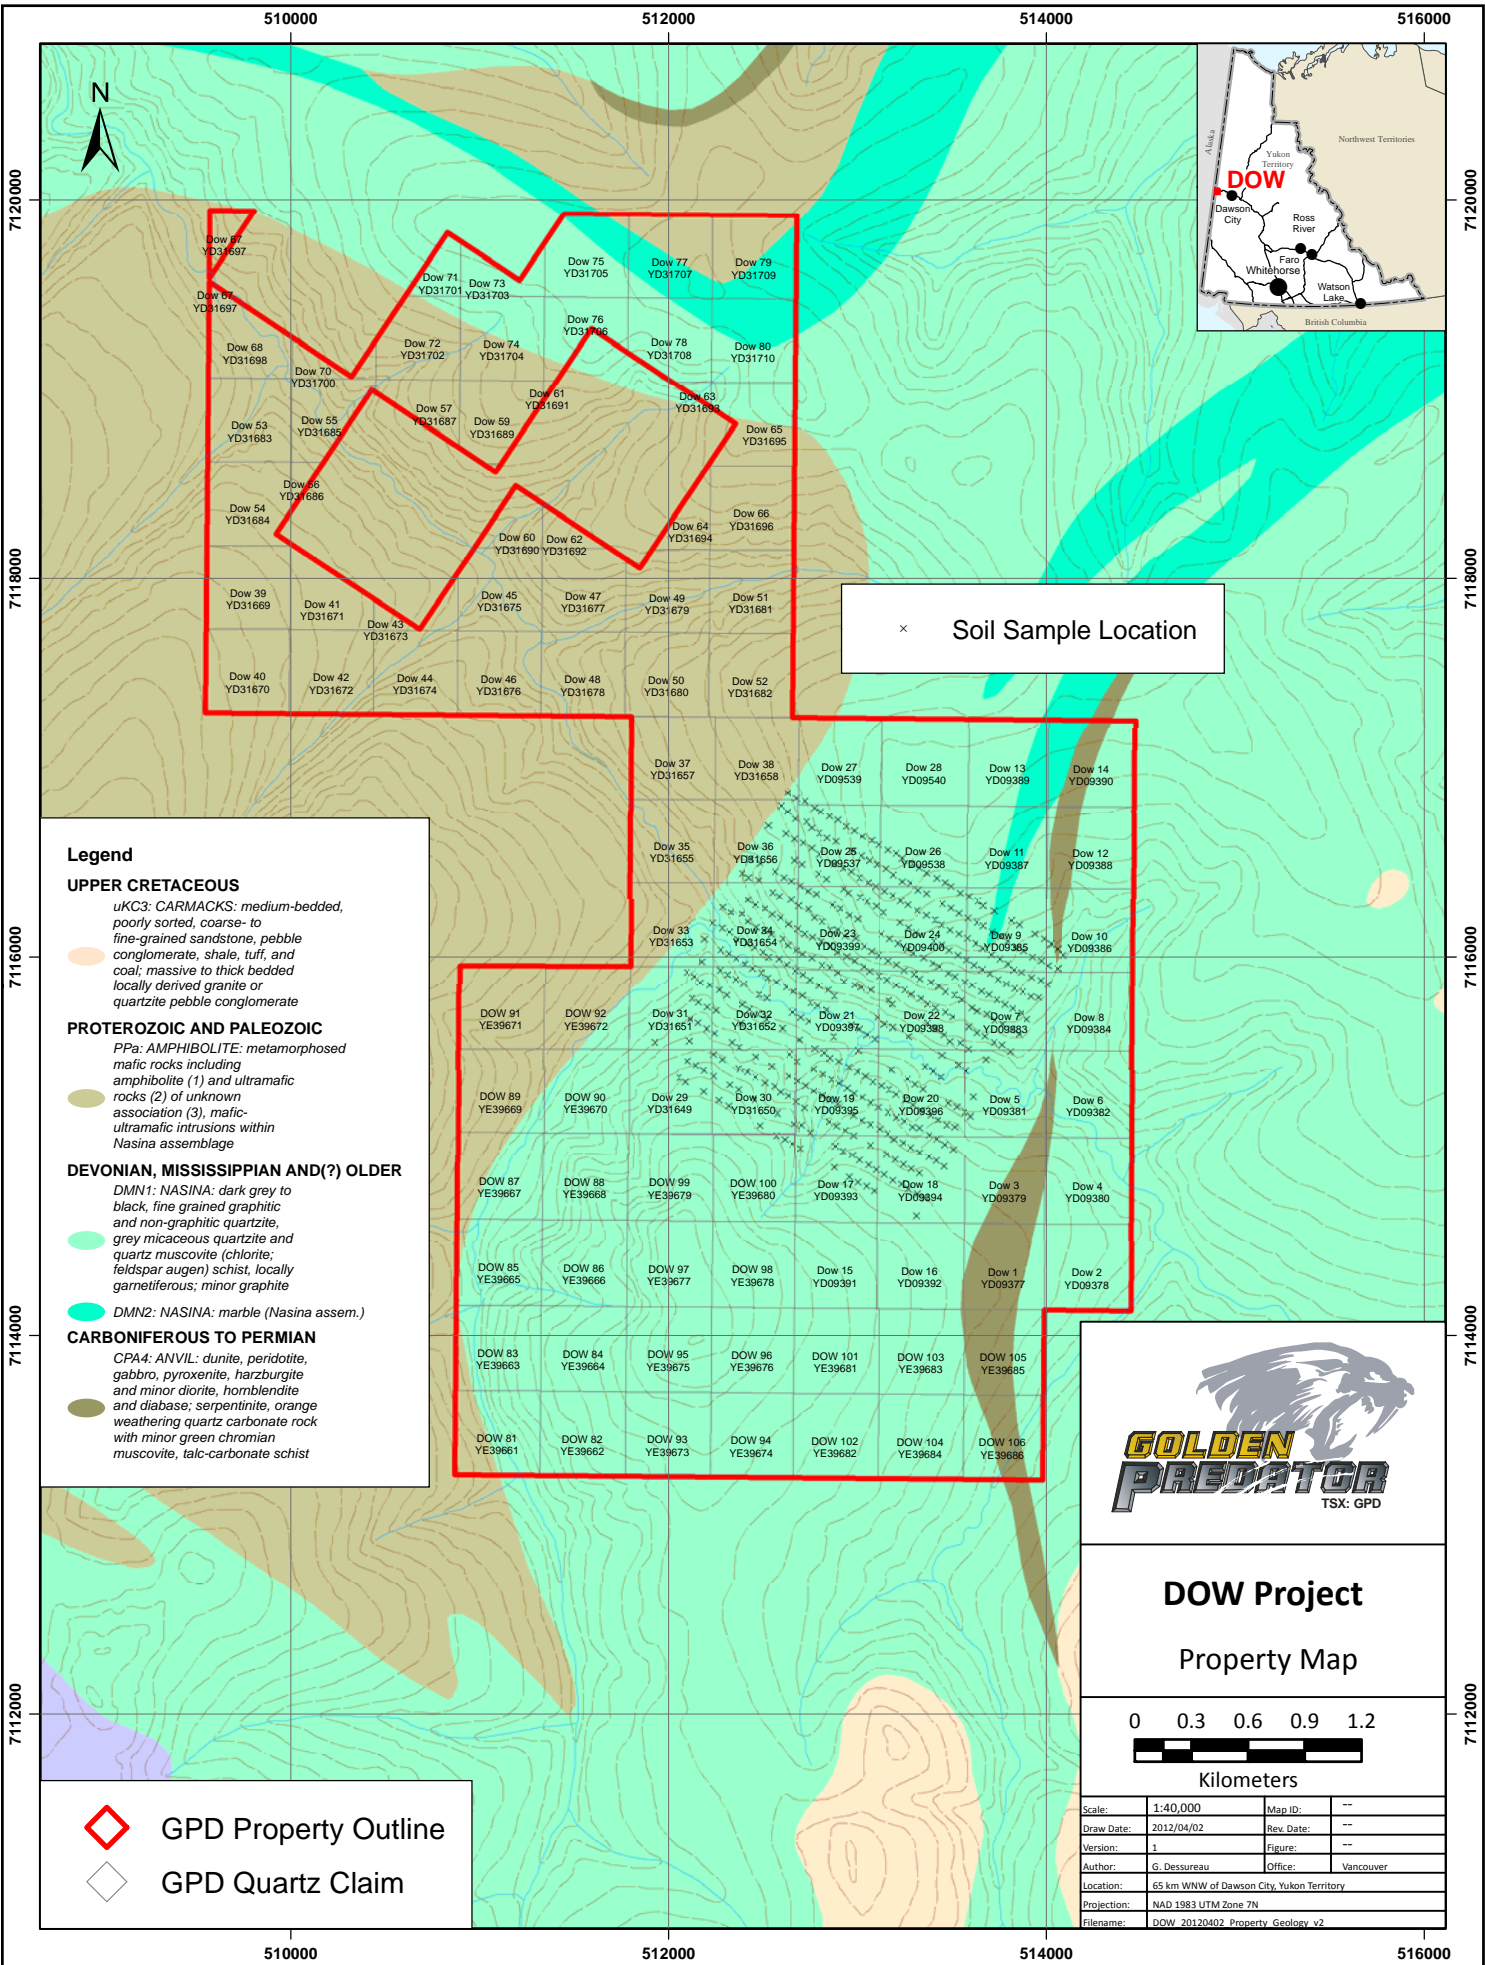 510000
512000
514000
516000
7120000
7118000
7116000
7114000
7112000
7120000
7118000
7116000
7114000
7112000
510000
512000
514000
516000
N
Alaska
Yukon
Territory
Northwest Territories
DOW
Dawson
City
Ross
River
Faro
Whitehorse
Watson
Lake
British Columbia
Dow 67
YD31697
Dow 67
YD31697
Dow 71
YD31701
Dow 73
YD31703
Dow 75
YD31705
Dow 77
YD31707
Dow 79
YD31709
Dow 68
YD31698
Dow 70
YD31700
Dow 72
YD31702
Dow 74
YD31704
Dow 76
YD31706
Dow 78
YD31708
Dow 80
YD31710
Dow 53
YD31683
Dow 55
YD31685
Dow 57
YD31687
Dow 59
YD31689
Dow 61
YD31691
Dow 63
YD31693
Dow 65
YD31695
Dow 54
YD31684
Dow 56
YD31686
Dow 60
YD31690
Dow 62
YD31692
Dow 64
YD31694
Dow 66
YD31696
Dow 39
YD31669
Dow 41
YD31671
Dow 43
YD31673
Dow 45
YD31675
Dow 47
YD31677
Dow 49
YD31679
Dow 51
YD31681
Dow 40
YD31670
Dow 42
YD31672
Dow 44
YD31674
Dow 46
YD31676
Dow 48
YD31678
Dow 50
YD31680
Dow 52
YD31682
Soil Sample Location
Dow 37
YD31657
Dow 38
YD31658
Dow 27
YD09539
Dow 28
YD09540
Dow 13
YD09389
Dow 14
YD09390
Dow 35
YD31655
Dow 36
YD31656
Dow 25
YD09537
Dow 26
YD09538
Dow 11
YD09387
Dow 12
YD09388
Dow 33
YD31653
Dow 34
YD31654
Dow 23
YD09399
Dow 24
YD09400
Dow 9
YD09385
Dow 10
YD09386
DOW 91
YE39671
DOW 92
YE39672
Dow 31
YD31651
Dow 32
YD31652
Dow 21
YD09397
Dow 22
YD09398
Dow 7
YD09383
Dow 8
YD09384
DOW 89
YE39669
DOW 90
YE39670
Dow 29
YD31649
Dow 30
YD31650
Dow 19
YD09395
Dow 20
YD09396
Dow 5
YD09381
Dow 6
YD09382
DOW 87
YE39667
DOW 88
YE39668
DOW 99
YE39679
DOW 100
YE39680
Dow 17
YD09393
Dow 18
YD09394
Dow 3
YD09379
Dow 4
YD09380
DOW 85
YE39665
DOW 86
YE39666
DOW 97
YE39677
DOW 98
YE39678
Dow 15
YD09391
Dow 16
YD09392
Dow 1
YD09377
Dow 2
YD09378
DOW 83
YE39663
DOW 84
YE39664
DOW 95
YE39675
DOW 96
YE39676
DOW 101
YE39681
DOW 103
YE39683
DOW 105
YE39685
DOW 81
YE39661
DOW 82
YE39662
DOW 93
YE39673
DOW 94
YE39674
DOW 102
YE39682
DOW 104
YE39684
DOW 106
YE39686
Legend
UPPER CRETACEOUS
uKC3: CARMACKS: medium-bedded,
poorly sorted, coarse- to
fine-grained sandstone, pebble
conglomerate, shale, tuff, and
coal; massive to thick bedded
locally derived granite or
quartzite pebble conglomerate
PROTEROZOIC AND PALEOZOIC
PPa: AMPHIBOLITE: metamorphosed
mafic rocks including
amphibolite (1) and ultramafic
rocks (2) of unknown
association (3), mafic-
ultramafic intrusions within
Nasina assemblage
DEVONIAN, MISSISSIPPIAN AND(?) OLDER
DMN1: NASINA: dark grey to
black, fine grained graphitic
and non-graphitic quartzite,
grey micaceous quartzite and
quartz muscovite (chlorite;
feldspar augen) schist, locally
garnetiferous; minor graphite
DMN2: NASINA: marble (Nasina assem.)
CARBONIFEROUS TO PERMIAN
CPA4: ANVIL: dunite, peridotite,
gabbro, pyroxenite, harzburgite
and minor diorite, hornblendite
and diabase; serpentinite, orange
weathering quartz carbonate rock
with minor green chromian
muscovite, talc-carbonate schist
GPD Property Outline
GPD Quartz Claim
GOLDEN
PREDATOR
TSX: GPD
DOW Project
Property Map
0 0.3 0.6 0.9 1.2
Kilometers
Scale: 1:40,000 Map ID: --
Draw Date: 2012/04/02 Rev. Date: --
Version: 1 Figure: --
Author: G. Dessureau Office: Vancouver
Location: 65 km WNW of Dawson City, Yukon Territory
Projection: NAD 1983 UTM Zone 7N
Filename: DOW_20120402_Property_Geology_v2